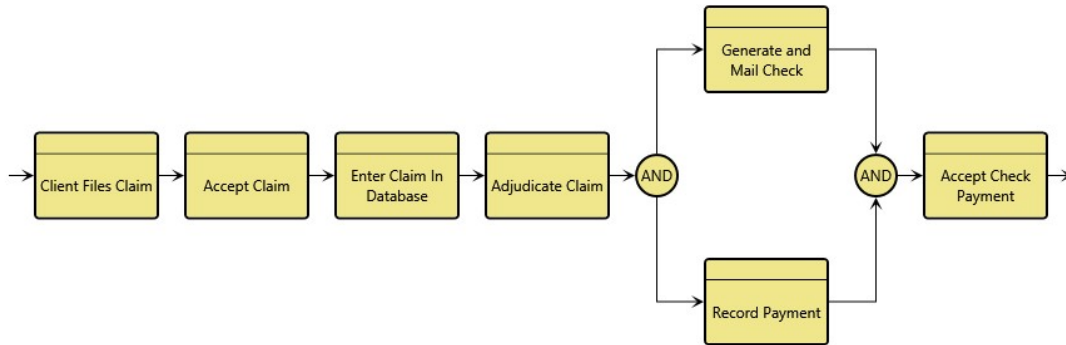 Client Files Claim
Accept Claim
Enter Claim In
Database
Adjudicate Claim
AND
Generate and
Mail Check
Record Payment
AND
Accept Check
Payment